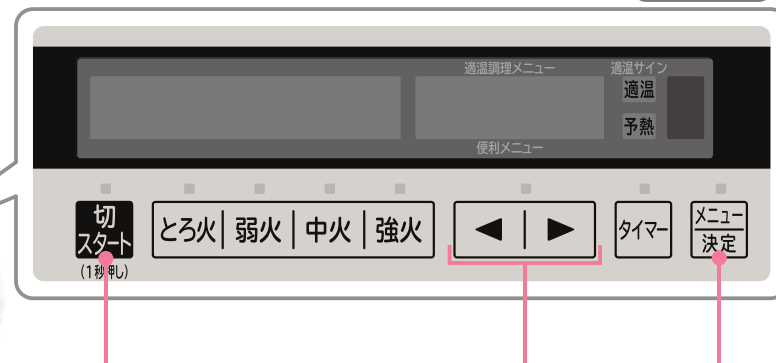 適温調理メニュー 適温サイン
適温
予熱
便利メニュー
切
スタート
(1秒押し)
とろ火 弱火 中火 強火 ◀ ▶ タイマー
メニュー
決定